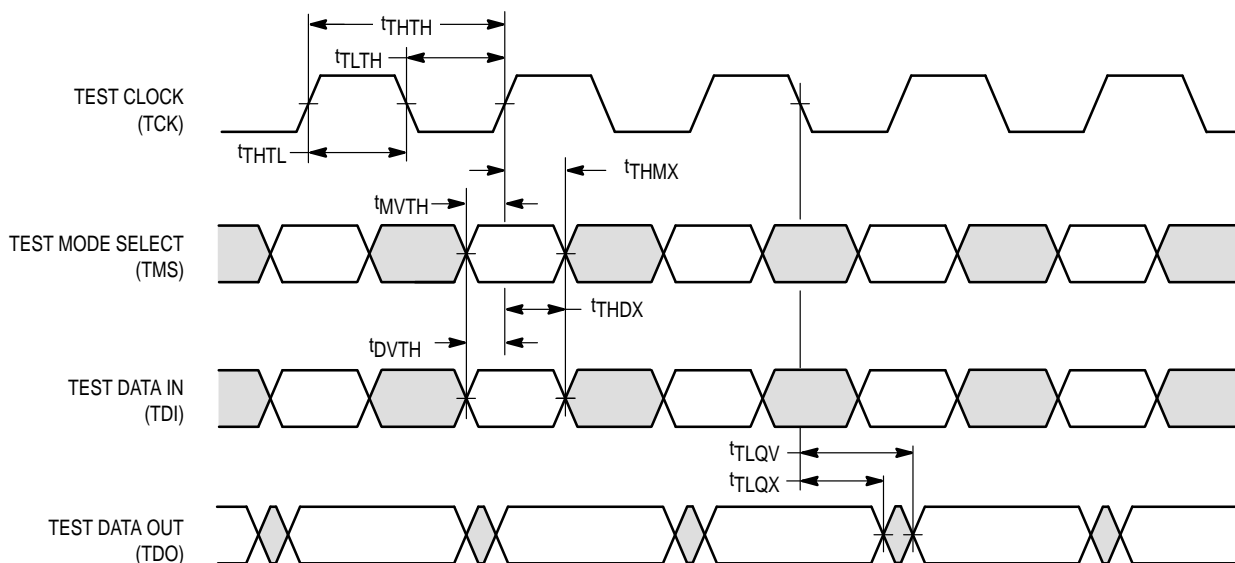 tTHTH
tTLTH
TEST CLOCK
(TCK)
tTHTL
tTHMX
tMVTH
TEST MODE SELECT
(TMS)
tTHDX
tDVTH
TEST DATA IN
(TDI)
tTLQV
tTLQX
TEST DATA OUT
(TDO)